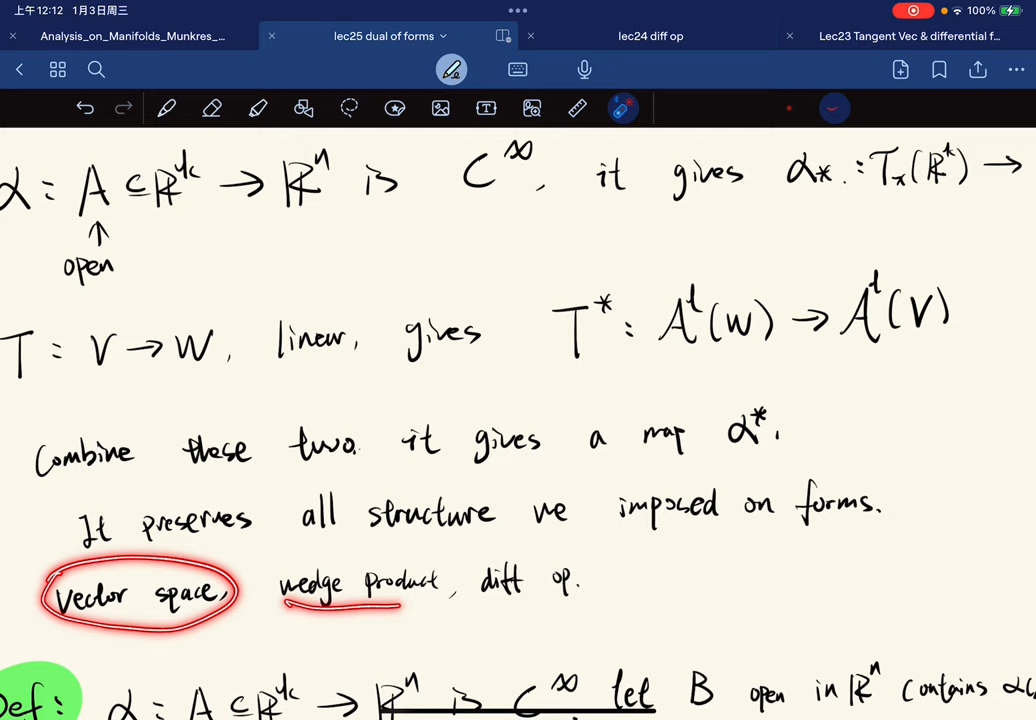 上午12:12 1月3日周三
100%
Analysis_on_Manifolds_Munkres_...
lec25 dual of forms
lec24 diff op
Lec23 Tangent Vec & differential f...
α : A ⊆ ℝᵏ → ℝⁿ is C^∞, it gives α_* : T_x(ℝᵏ) →
↑
open
T : V → W, linear, gives T* : Aˡ(W) → Aˡ(V)
Combine these two. it gives a map α*.
It preserves all structure we imposed on forms.
Vector space, wedge product, diff op.
Def: α : A ⊆ ℝᵏ → ℝⁿ is C^∞ let B open in ℝⁿ contains α(